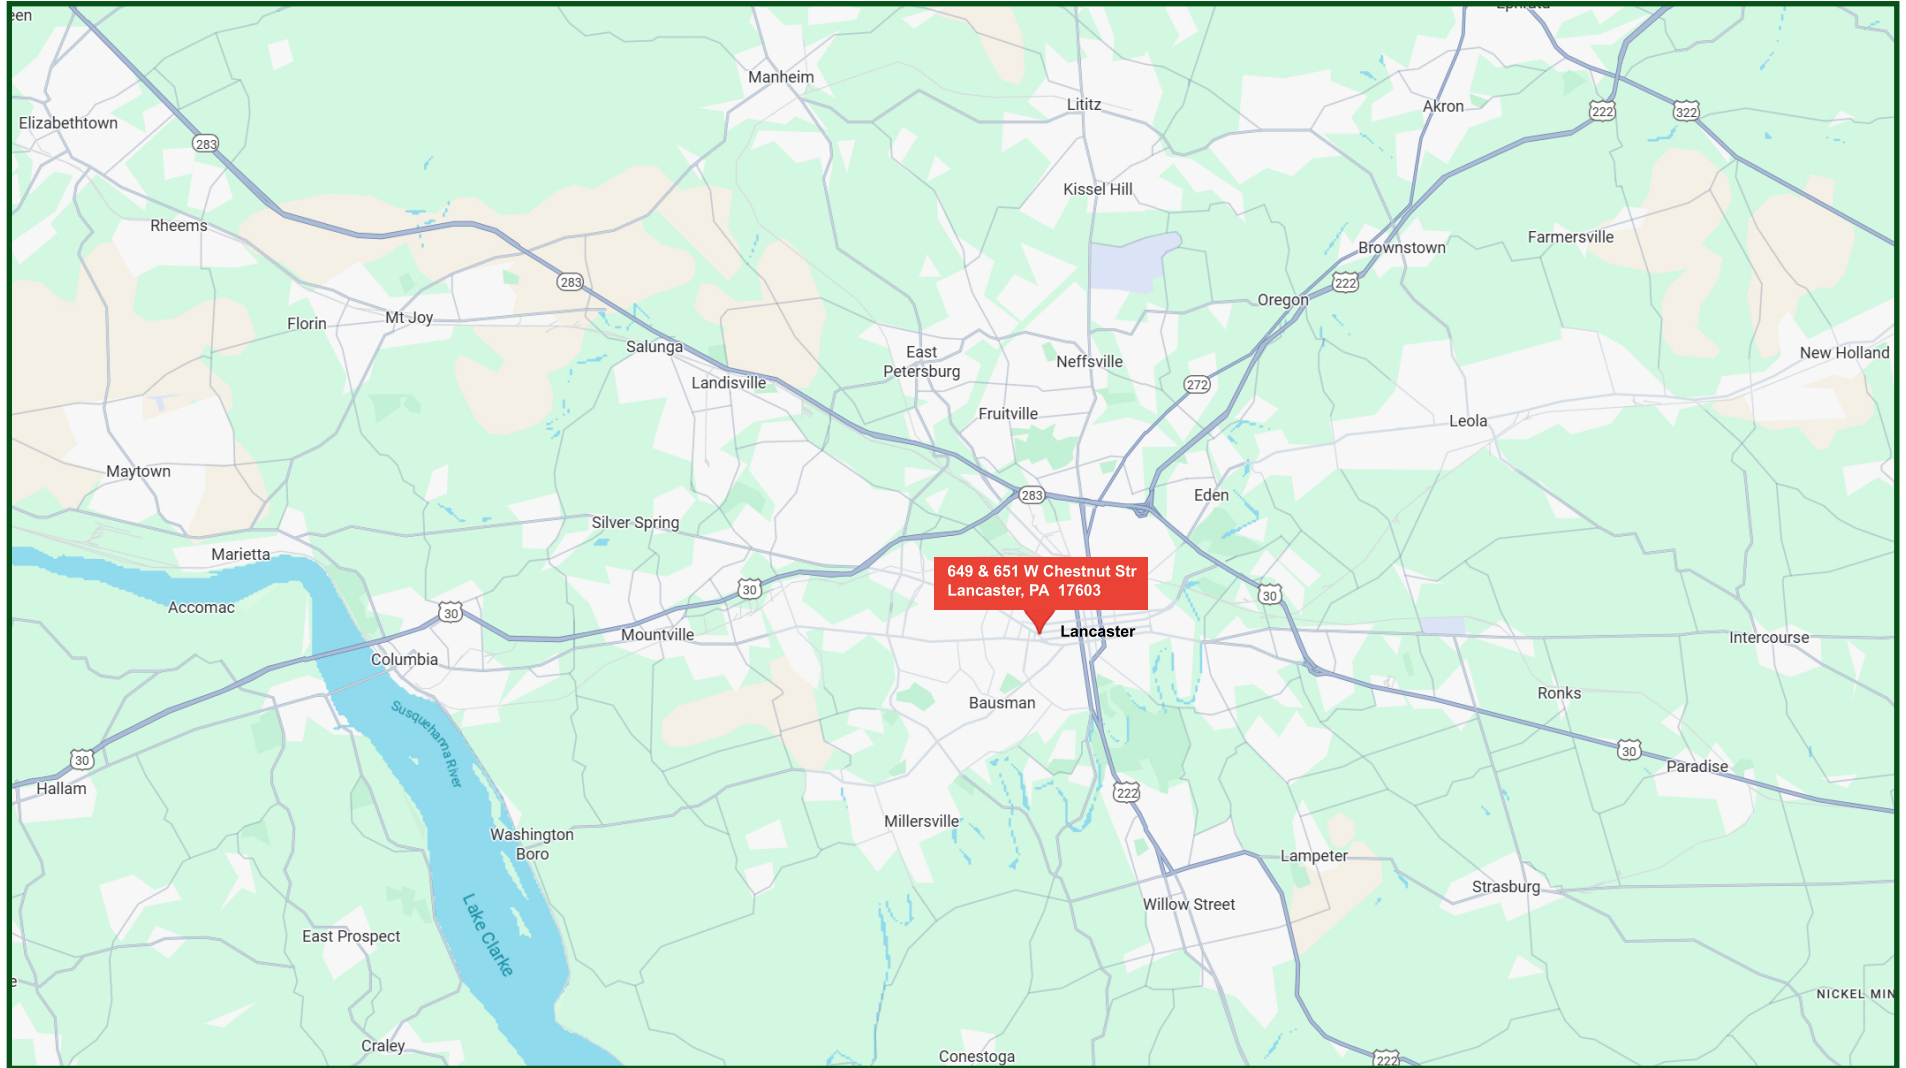 een
Ephrata
Manheim
Lititz
Akron
222
322
Elizabethtown
283
Kissel Hill
Rheems
Farmersville
Brownstown
283
222
Oregon
Florin
Mt Joy
Salunga
East
Petersburg
Neffsville
New Holland
Landisville
272
Fruitville
Leola
Maytown
283
Eden
Silver Spring
Marietta
649 & 651 W Chestnut Str
Lancaster, PA 17603
30
30
Accomac
30
Lancaster
Mountville
Intercourse
Columbia
Ronks
Bausman
Susquehanna River
30
30
Paradise
Hallam
222
Millersville
Washington
Boro
Lampeter
Strasburg
Willow Street
Lake Clarke
East Prospect
e
NICKEL MIN
Craley
Conestoga
222